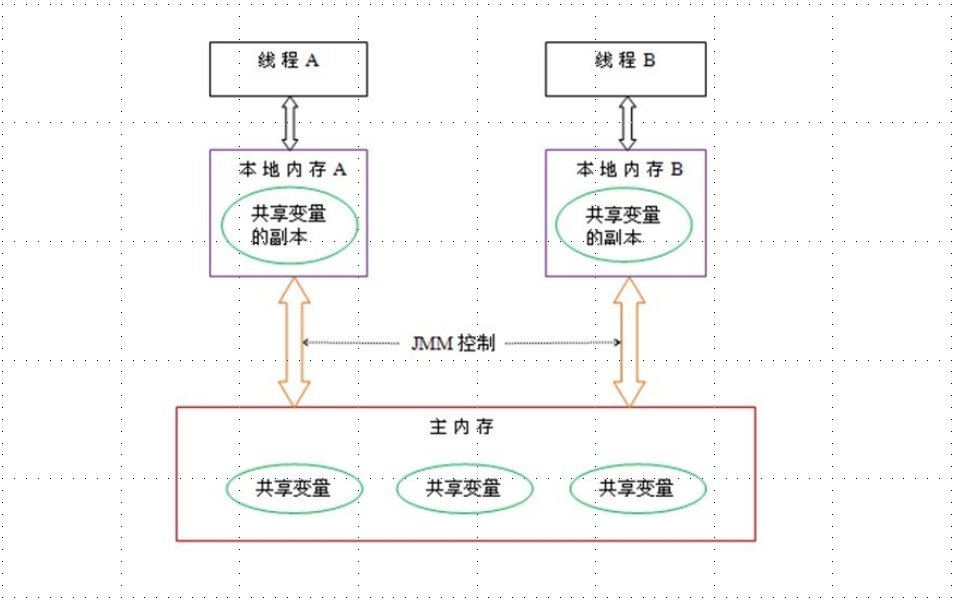 线程 A
线程 B
本地内存 A
本地内存 B
共享变量
的副本
共享变量
的副本
JMM 控制
主内存
共享变量
共享变量
共享变量